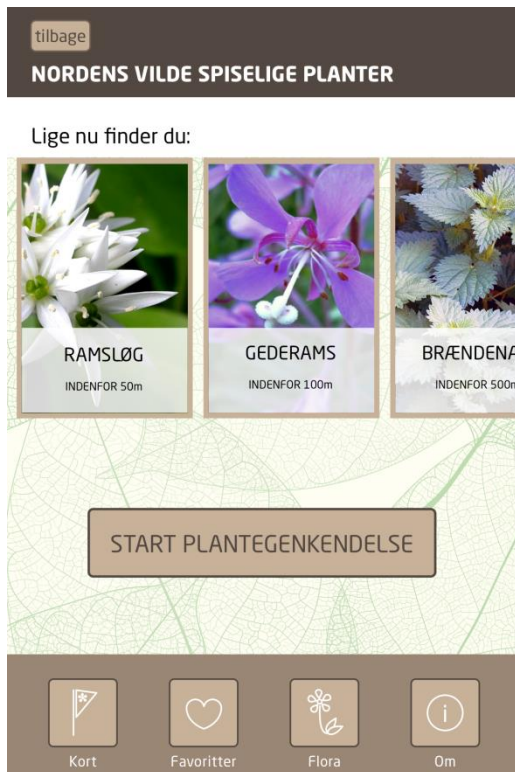 tilbage
NORDENS VILDE SPISELIGE PLANTER
Lige nu finder du:
RAMSLØG
INDENFOR 50m
GEDERAMS
INDENFOR 100m
BRÆNDENÆ
INDENFOR 500m
START PLANTEGENKENDELSE
Kort
Favoritter
Flora
Om